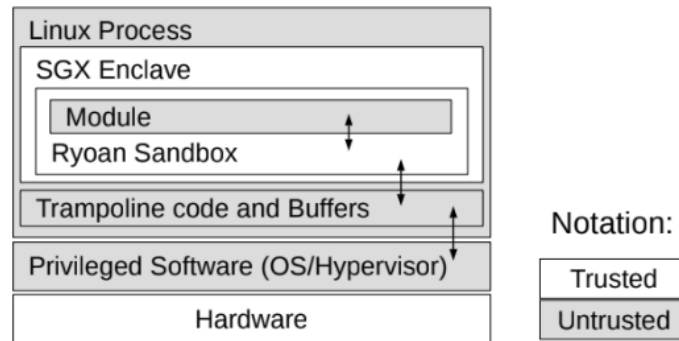 Linux Process
SGX Enclave
Module
Ryoan Sandbox
Trampoline code and Buffers
Privileged Software (OS/Hypervisor)
Hardware
Notation:
Trusted
Untrusted